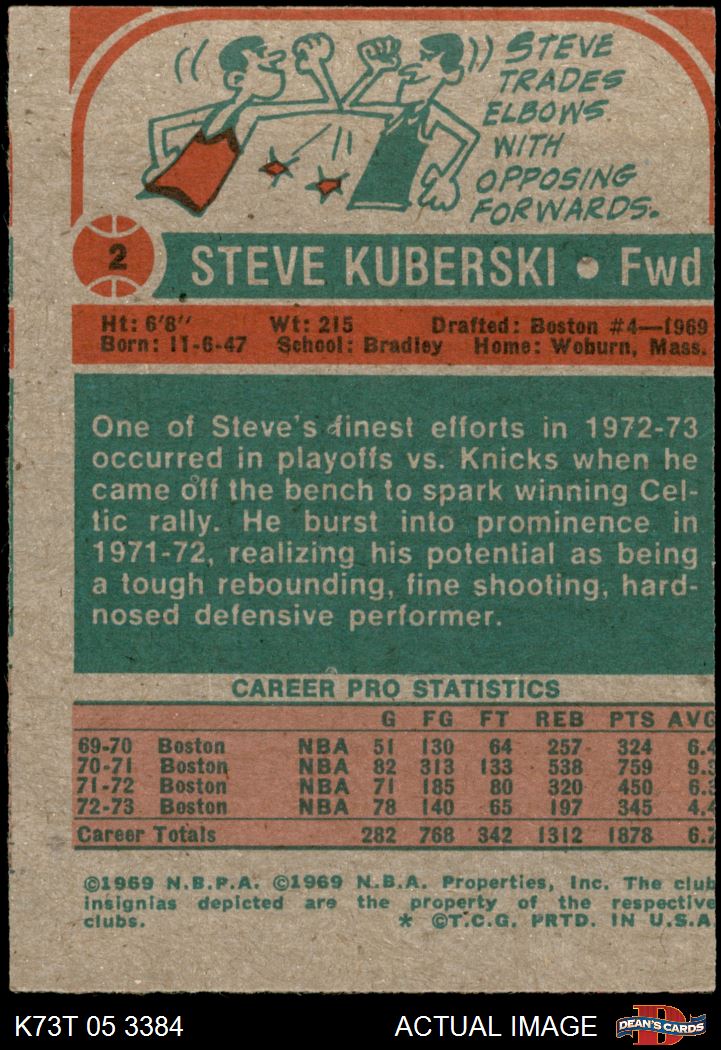 STEVE
TRADES
ELBOWS
WITH
OPPOSING
FORWARDS.
2
STEVE KUBERSKI • Fwd
Ht: 6'8" Wt: 215 Drafted: Boston #4—1969
Born: 11-6-47 School: Bradley Home: Woburn, Mass.
One of Steve's finest efforts in 1972-73
occurred in playoffs vs. Knicks when he
came off the bench to spark winning Cel-
tic rally. He burst into prominence in
1971-72, realizing his potential as being
a tough rebounding, fine shooting, hard-
nosed defensive performer.
CAREER PRO STATISTICS
G FG FT REB PTS AVG
69-70 Boston NBA 51 130 64 257 324 6.4
70-71 Boston NBA 82 313 133 538 759 9.3
71-72 Boston NBA 71 185 80 320 450 6.3
72-73 Boston NBA 78 140 65 197 345 4.4
Career Totals 282 768 342 1312 1878 6.7
©1969 N.B.P.A. ©1969 N.B.A. Properties, Inc. The club
insignias depicted are the property of the respective
clubs. * ©T.C.G. PRTD. IN U.S.A
K73T 05 3384 ACTUAL IMAGE DEAN'S CARDS